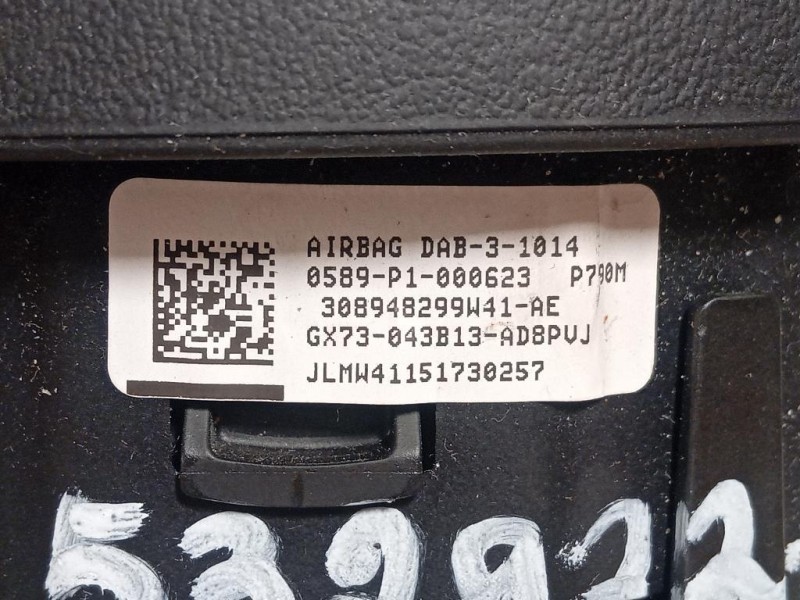 AIRBAG DAB-3-1014
0589-P1-000623 P790M
308948299W41-AE
GX73-043B13-AD8PVJ
JLMW41151730257